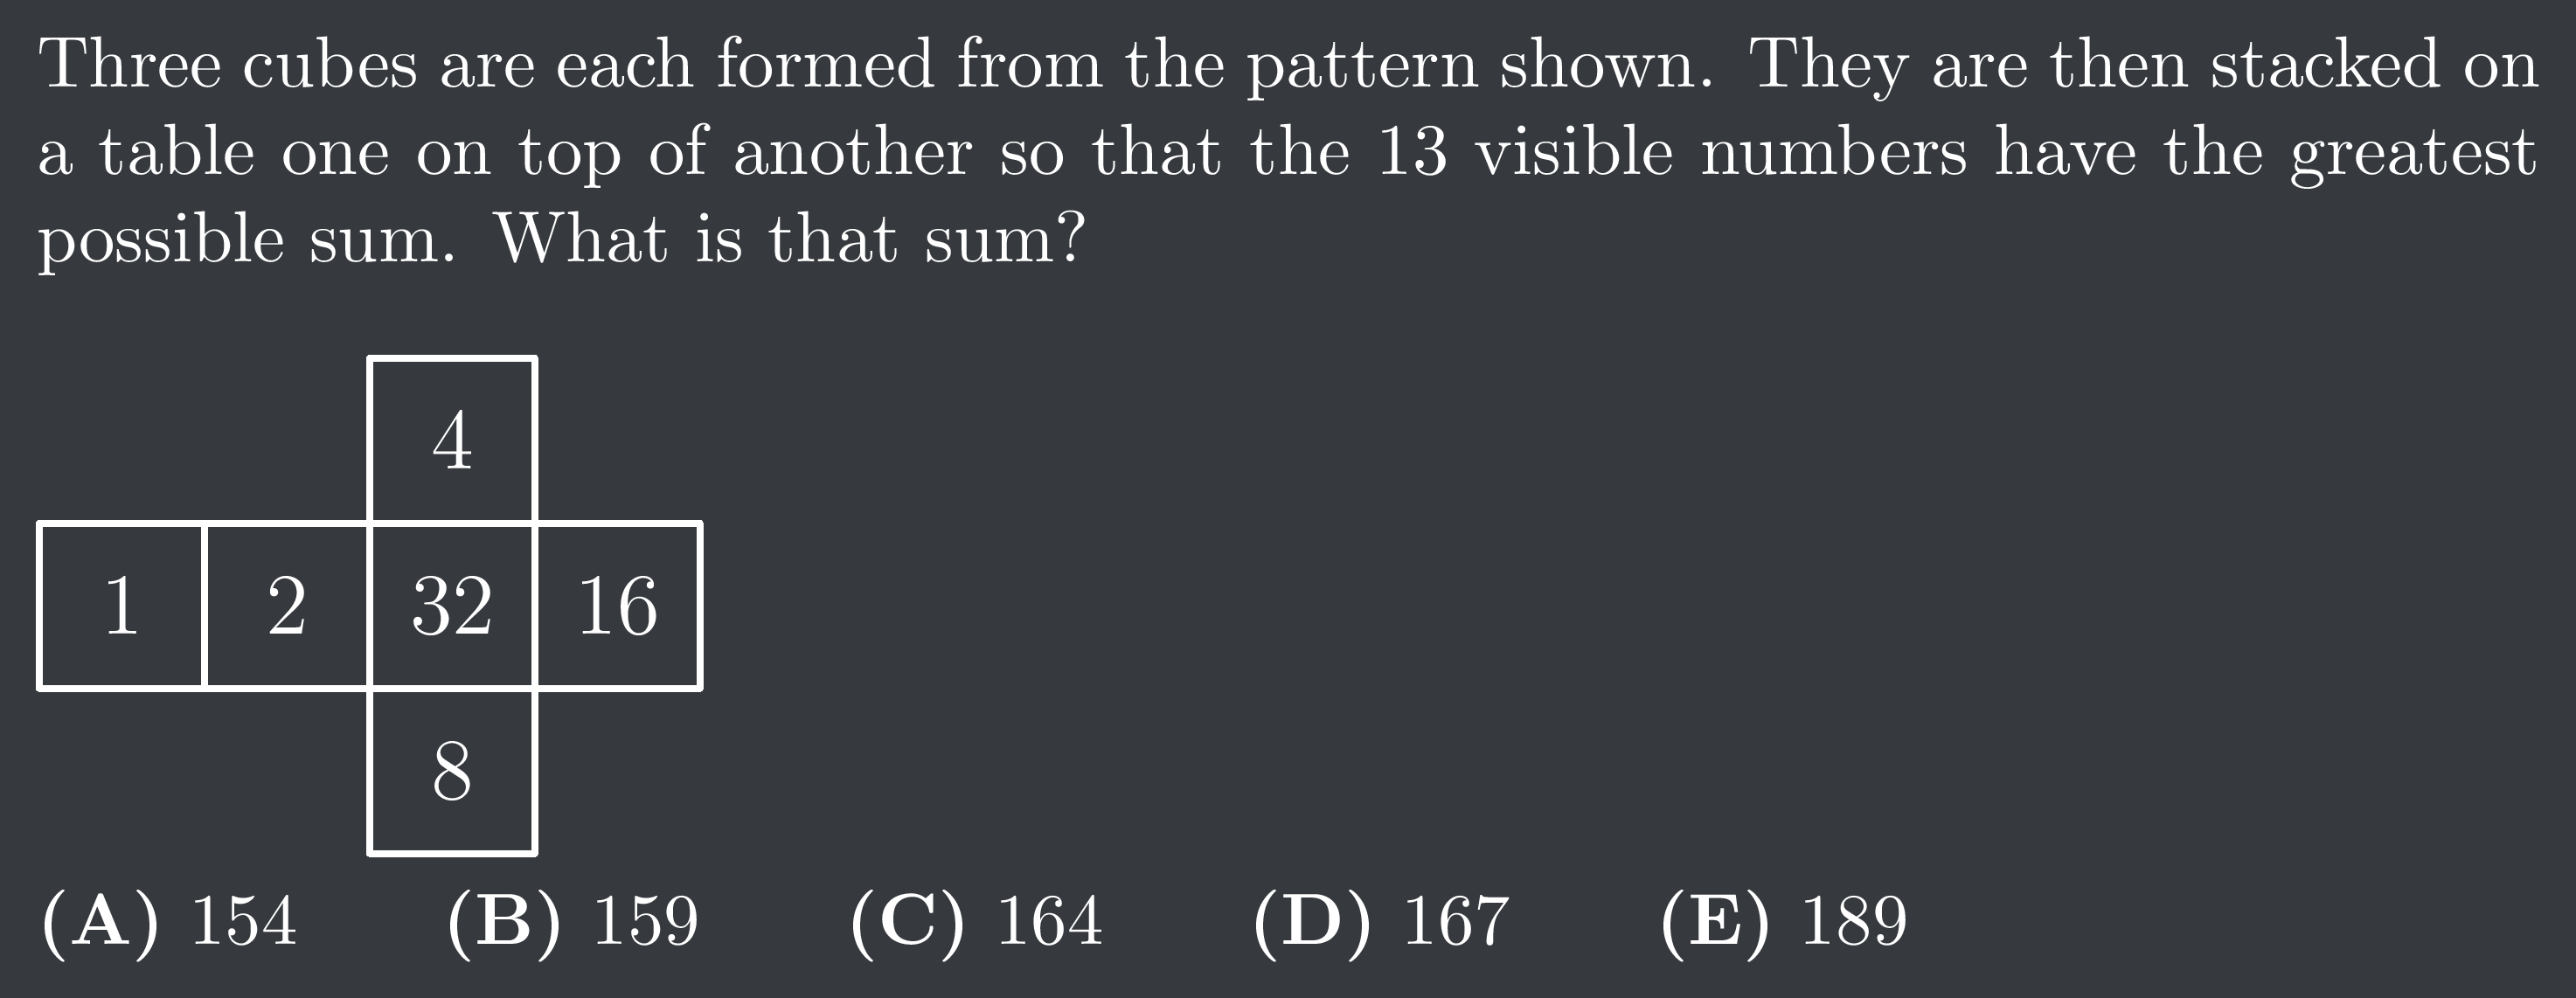 Three cubes are each formed from the pattern shown. They are then stacked on
a table one on top of another so that the 13 visible numbers have the greatest
possible sum. What is that sum?
4
1 2 32 16
8
(A) 154 (B) 159 (C) 164 (D) 167 (E) 189